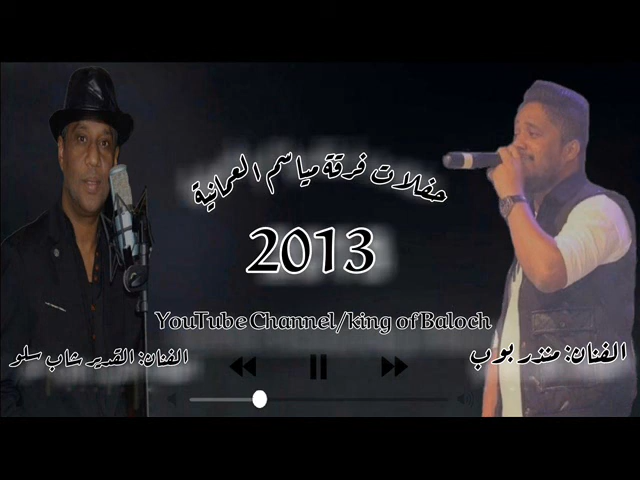 حفلات فرقة مياسم العمانية
2013
YouTube Channel/king of Baloch
الفنان: منذر بوب
الفنان: القدير شاب سلو